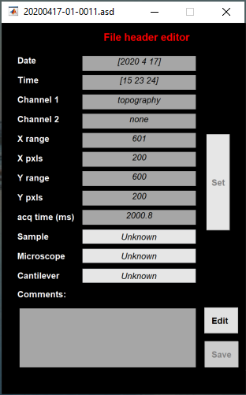 20200417-01-0011.asd
File header editor
Date [2020 4 17]
Time [15 23 24]
Channel 1 topography
Channel 2 none
X range 601
X pxls 200
Set
Y range 600
Y pxls 200
acq time (ms) 2000.8
Sample Unknown
Microscope Unknown
Cantilever Unknown
Comments:
Edit
Save